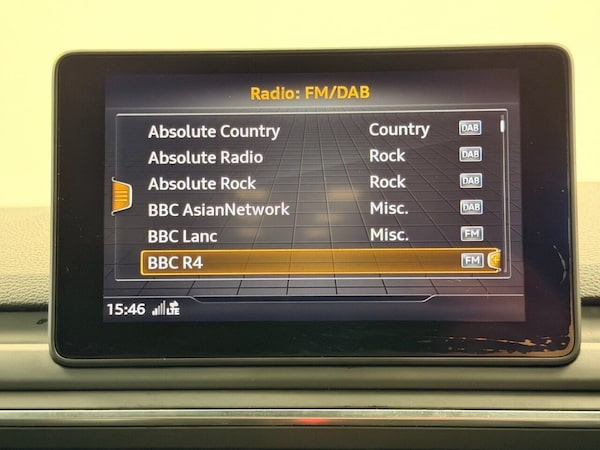 Radio: FM/DAB
Absolute Country Country DAB
Absolute Radio Rock DAB
Absolute Rock Rock DAB
BBC AsianNetwork Misc. DAB
BBC Lanc Misc. FM
BBC R4 FM
15:46 LTE